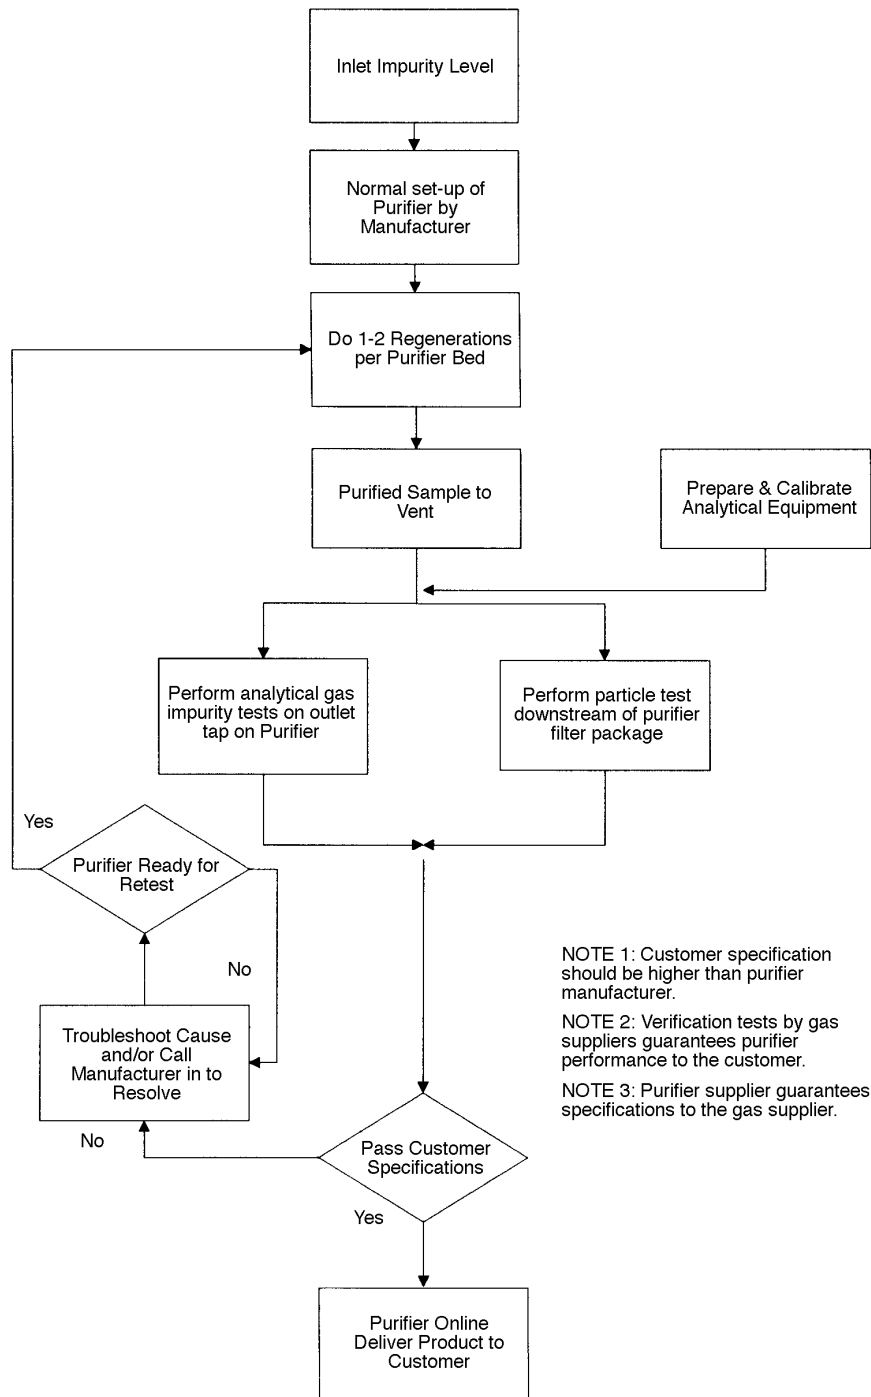 Inlet Impurity Level
Normal set-up of
Purifier by
Manufacturer
Do 1-2 Regenerations
per Purifier Bed
Purified Sample to
Vent
Prepare & Calibrate
Analytical Equipment
Perform analytical gas
impurity tests on outlet
tap on Purifier
Perform particle test
downstream of purifier
filter package
Yes
Purifier Ready for
Retest
No
Troubleshoot Cause
and/or Call
Manufacturer in to
Resolve
No
NOTE 1: Customer specification
should be higher than purifier
manufacturer.
NOTE 2: Verification tests by gas
suppliers guarantees purifier
performance to the customer.
NOTE 3: Purifier supplier guarantees
specifications to the gas supplier.
Pass Customer
Specifications
Yes
Purifier Online
Deliver Product to
Customer